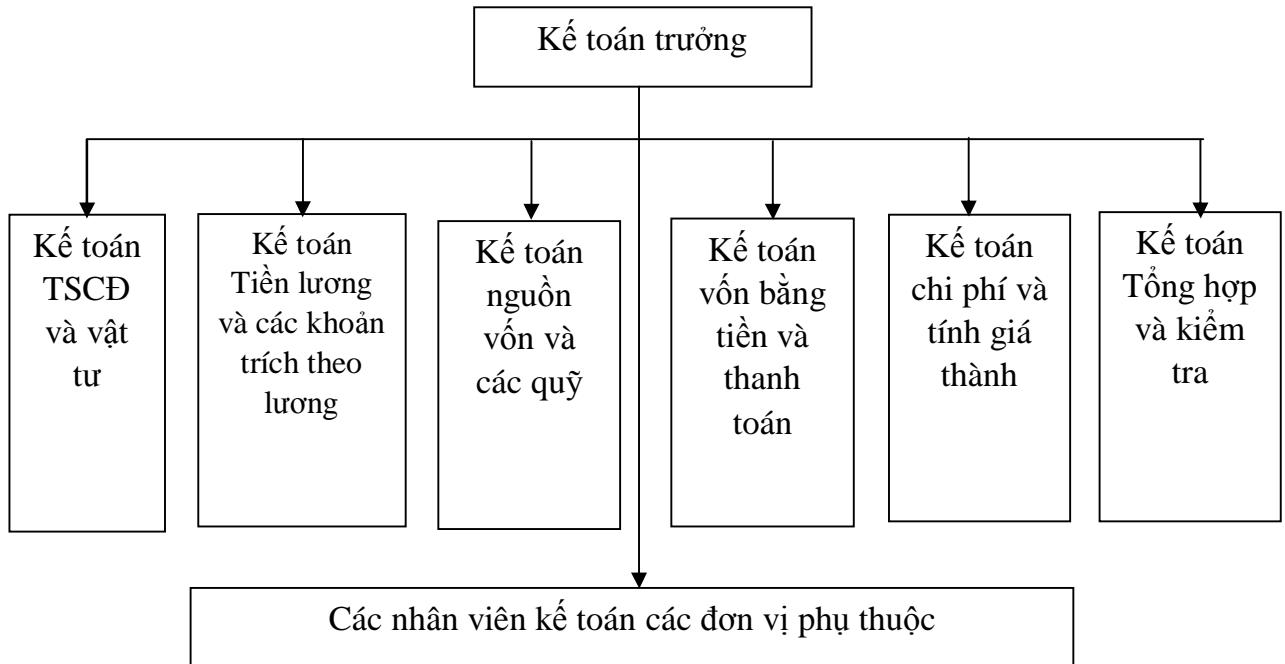 Kế toán trưởng
Kế toán
TSCĐ
và vật
tư
Kế toán
Tiền lương
và các khoản
trích theo
lương
Kế toán
nguồn
vốn và
các quỹ
Kế toán
vốn bằng
tiền và
thanh
toán
Kế toán
chi phí và
tính giá
thành
Kế toán
Tổng hợp
và kiểm
tra
Các nhân viên kế toán các đơn vị phụ thuộc